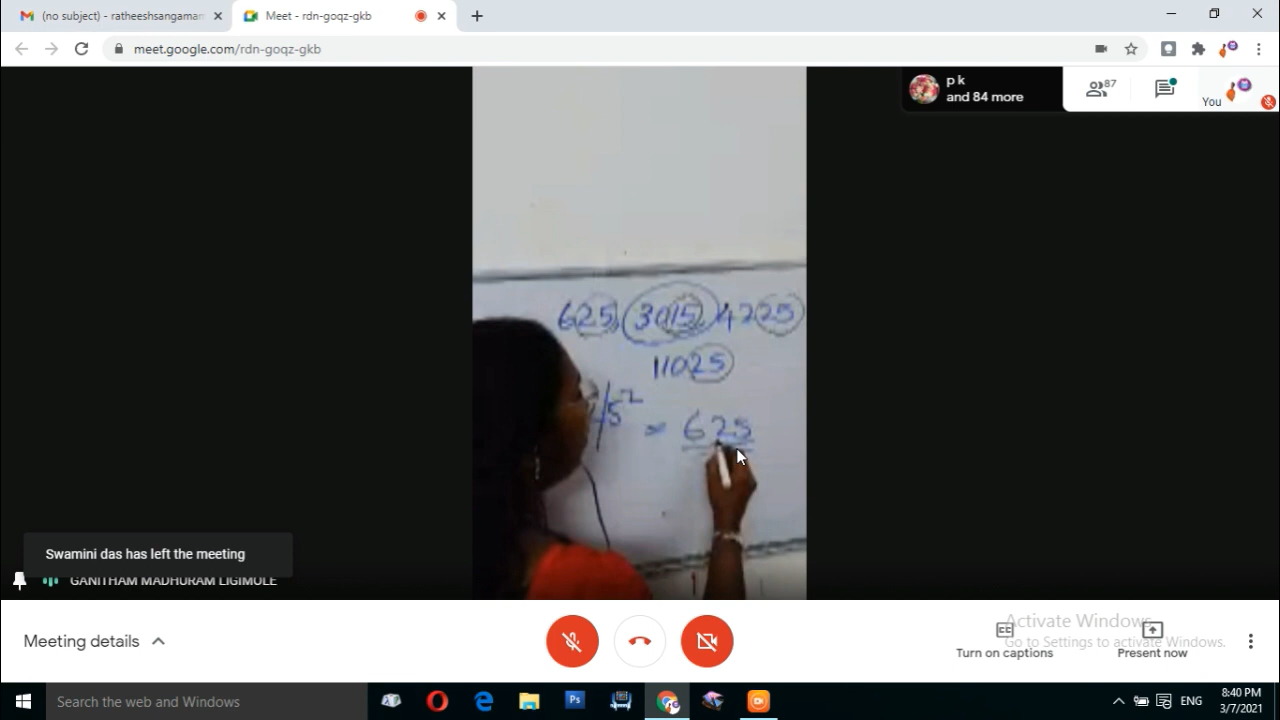 (no subject) - ratheeshsangamam
Meet - rdn-goqz-gkb
meet.google.com/rdn-goqz-gkb
p k
and 84 more
87
You
625, 3015, 4225
11025
5² = 625
Swamini das has left the meeting
GANITHAM MADHURAM LIGIMULE
Meeting details
Turn on captions
Present now
Activate Windows
Go to Settings to activate Windows.
Search the web and Windows
Ps
ENG
8:40 PM
3/7/2021